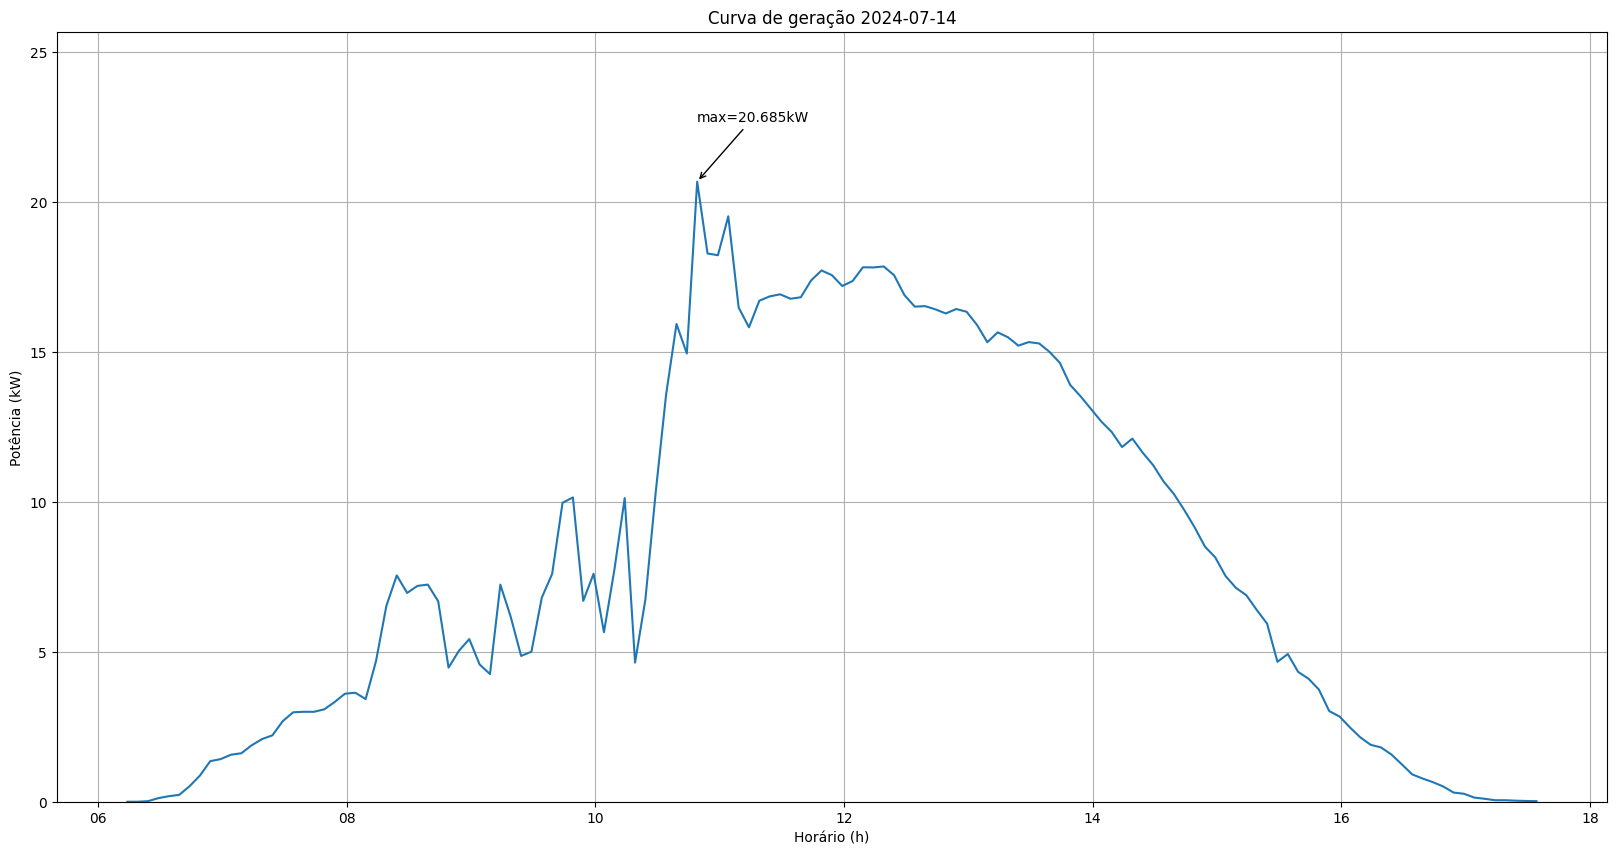 Curva de geração 2024-07-14
25
max=20.685kW
20
15
Potência (kW)
10
5
0
06 08 10 12 14 16 18
Horário (h)